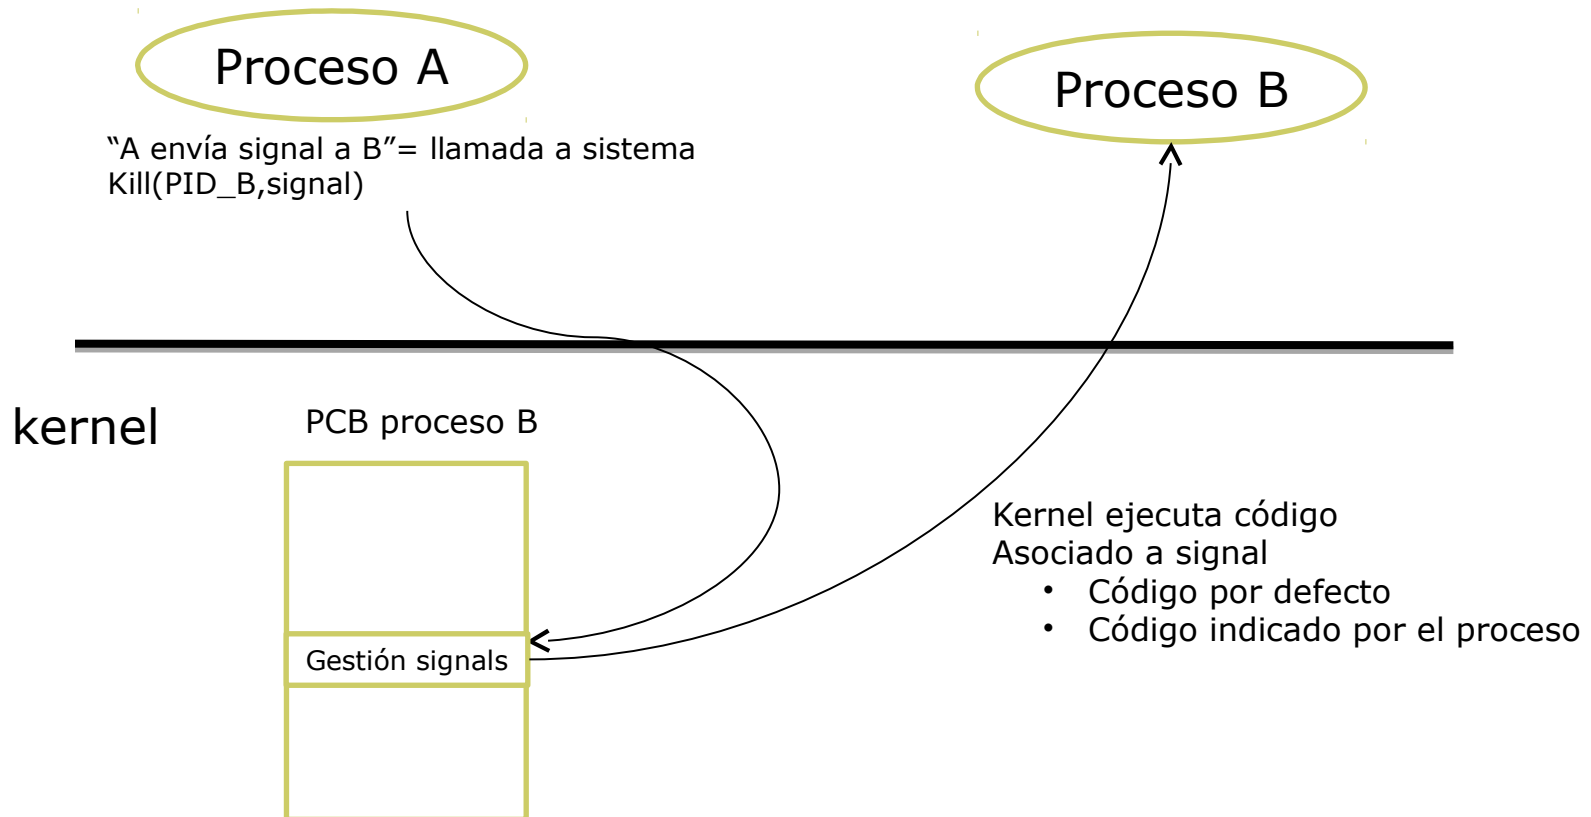 Proceso A
Proceso B
“A envía signal a B”= llamada a sistema
Kill(PID_B,signal)
kernel
PCB proceso B
Gestión signals
Kernel ejecuta código
Asociado a signal
• Código por defecto
• Código indicado por el proceso